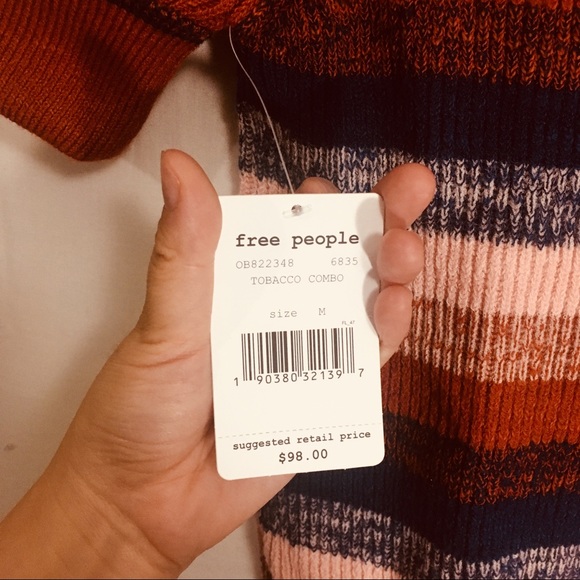 free people
OB822348 6835
TOBACCO COMBO
size M
1 90380 32139 7
suggested retail price
$98.00